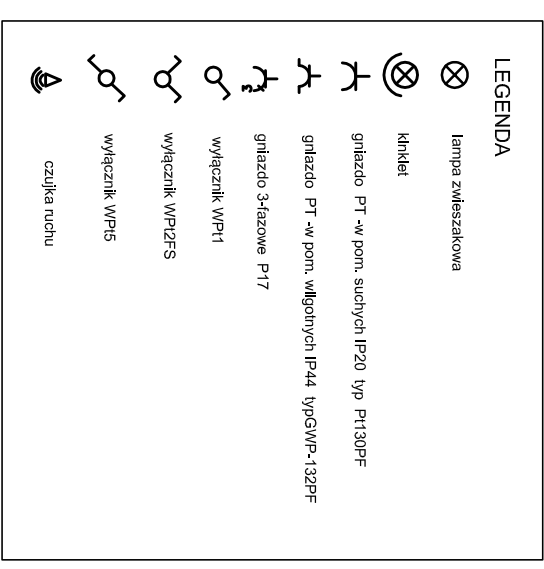 LEGENDA
lampa zwieszakowa
kinkiet
gniazdo PT -w pom. suchych IP20 typ Pt130PF
gniazdo PT -w pom. wilgotnych IP44 typGWP-132PF
3x
gniazdo 3-fazowe P17
wyłącznik WPt1
wyłącznik WPt2FS
wyłącznik WPt5
czujka ruchu